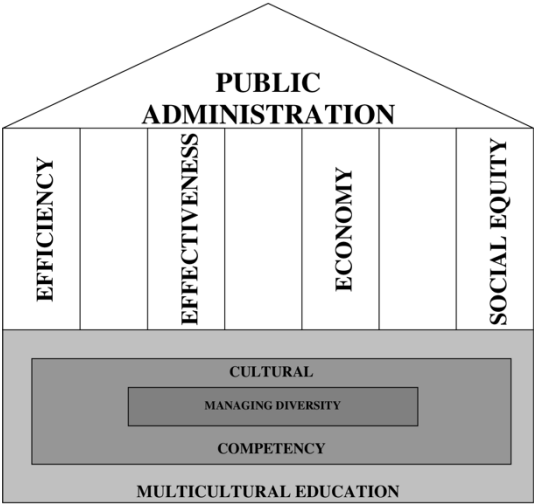 PUBLIC
ADMINISTRATION
EFFICIENCY
EFFECTIVENESS
ECONOMY
SOCIAL EQUITY
CULTURAL
MANAGING DIVERSITY
COMPETENCY
MULTICULTURAL EDUCATION